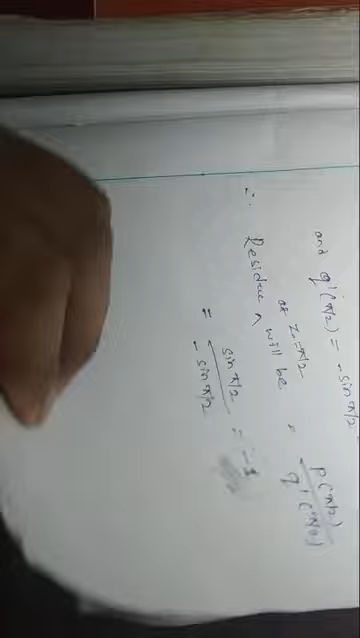 and q'(π/2) = -sin π/2
∴ Residue ^ will be = p(π/2) / q'(π/2)
at z=π/2
= sin π/2 / - sin π/2 = -1